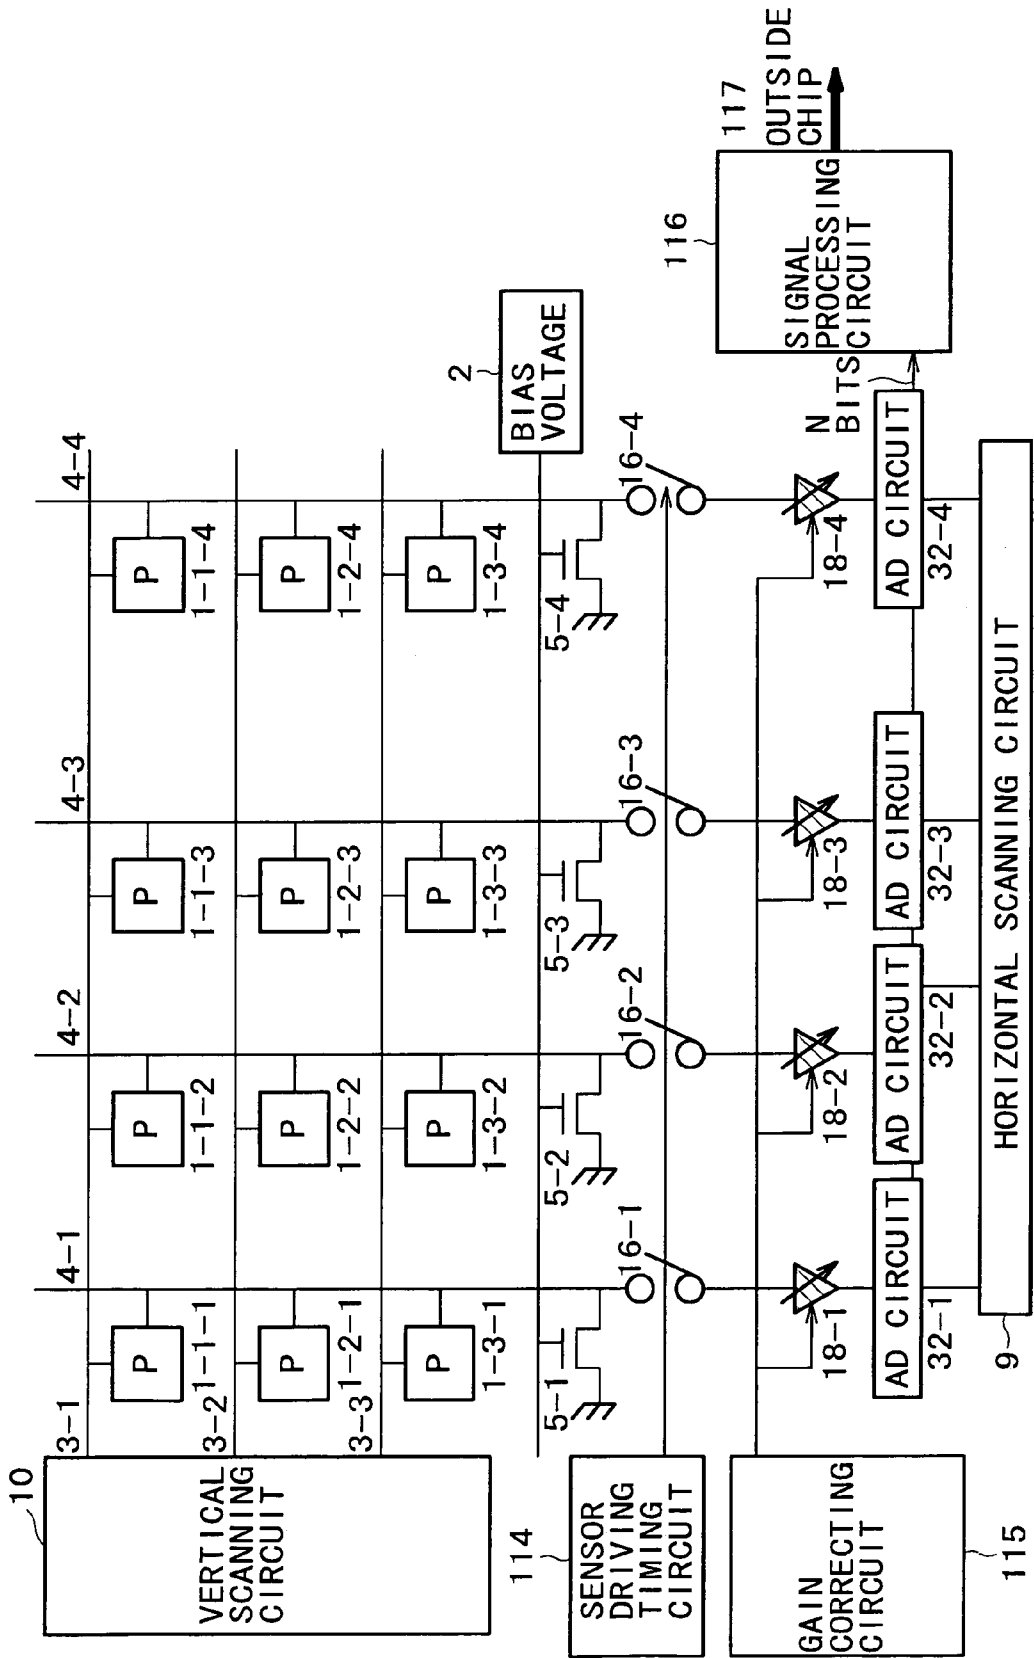 10
VERTICAL
SCANNING
CIRCUIT
3-1
3-2
3-3
4-1
4-2
4-3
4-4
P
1-1-1
P
1-1-2
P
1-1-3
P
1-1-4
P
1-2-1
P
1-2-2
P
1-2-3
P
1-2-4
P
1-3-1
P
1-3-2
P
1-3-3
P
1-3-4
2
BIAS
VOLTAGE
5-1
5-2
5-3
5-4
114
SENSOR
DRIVING
TIMING
CIRCUIT
16-1
16-2
16-3
16-4
GAIN
CORRECTING
CIRCUIT
115
18-1
18-2
18-3
18-4
AD CIRCUIT
32-1
AD CIRCUIT
32-2
AD CIRCUIT
32-3
AD CIRCUIT
32-4
N
BITS
116
SIGNAL
PROCESSING
CIRCUIT
117
OUTSIDE
CHIP
9
HORIZONTAL SCANNING CIRCUIT